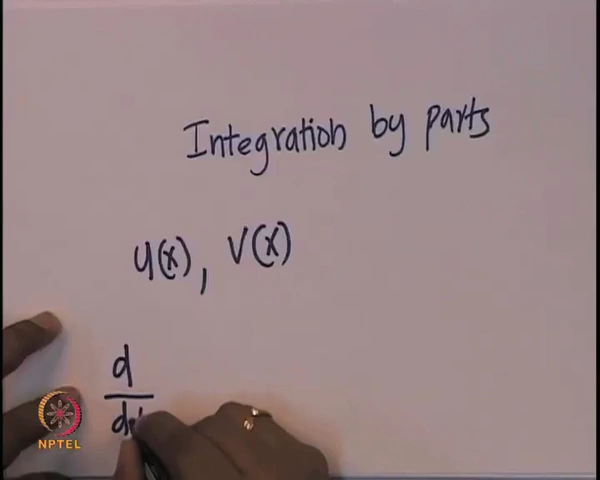 Integration by parts
u(x), v(x)
d
NPTEL